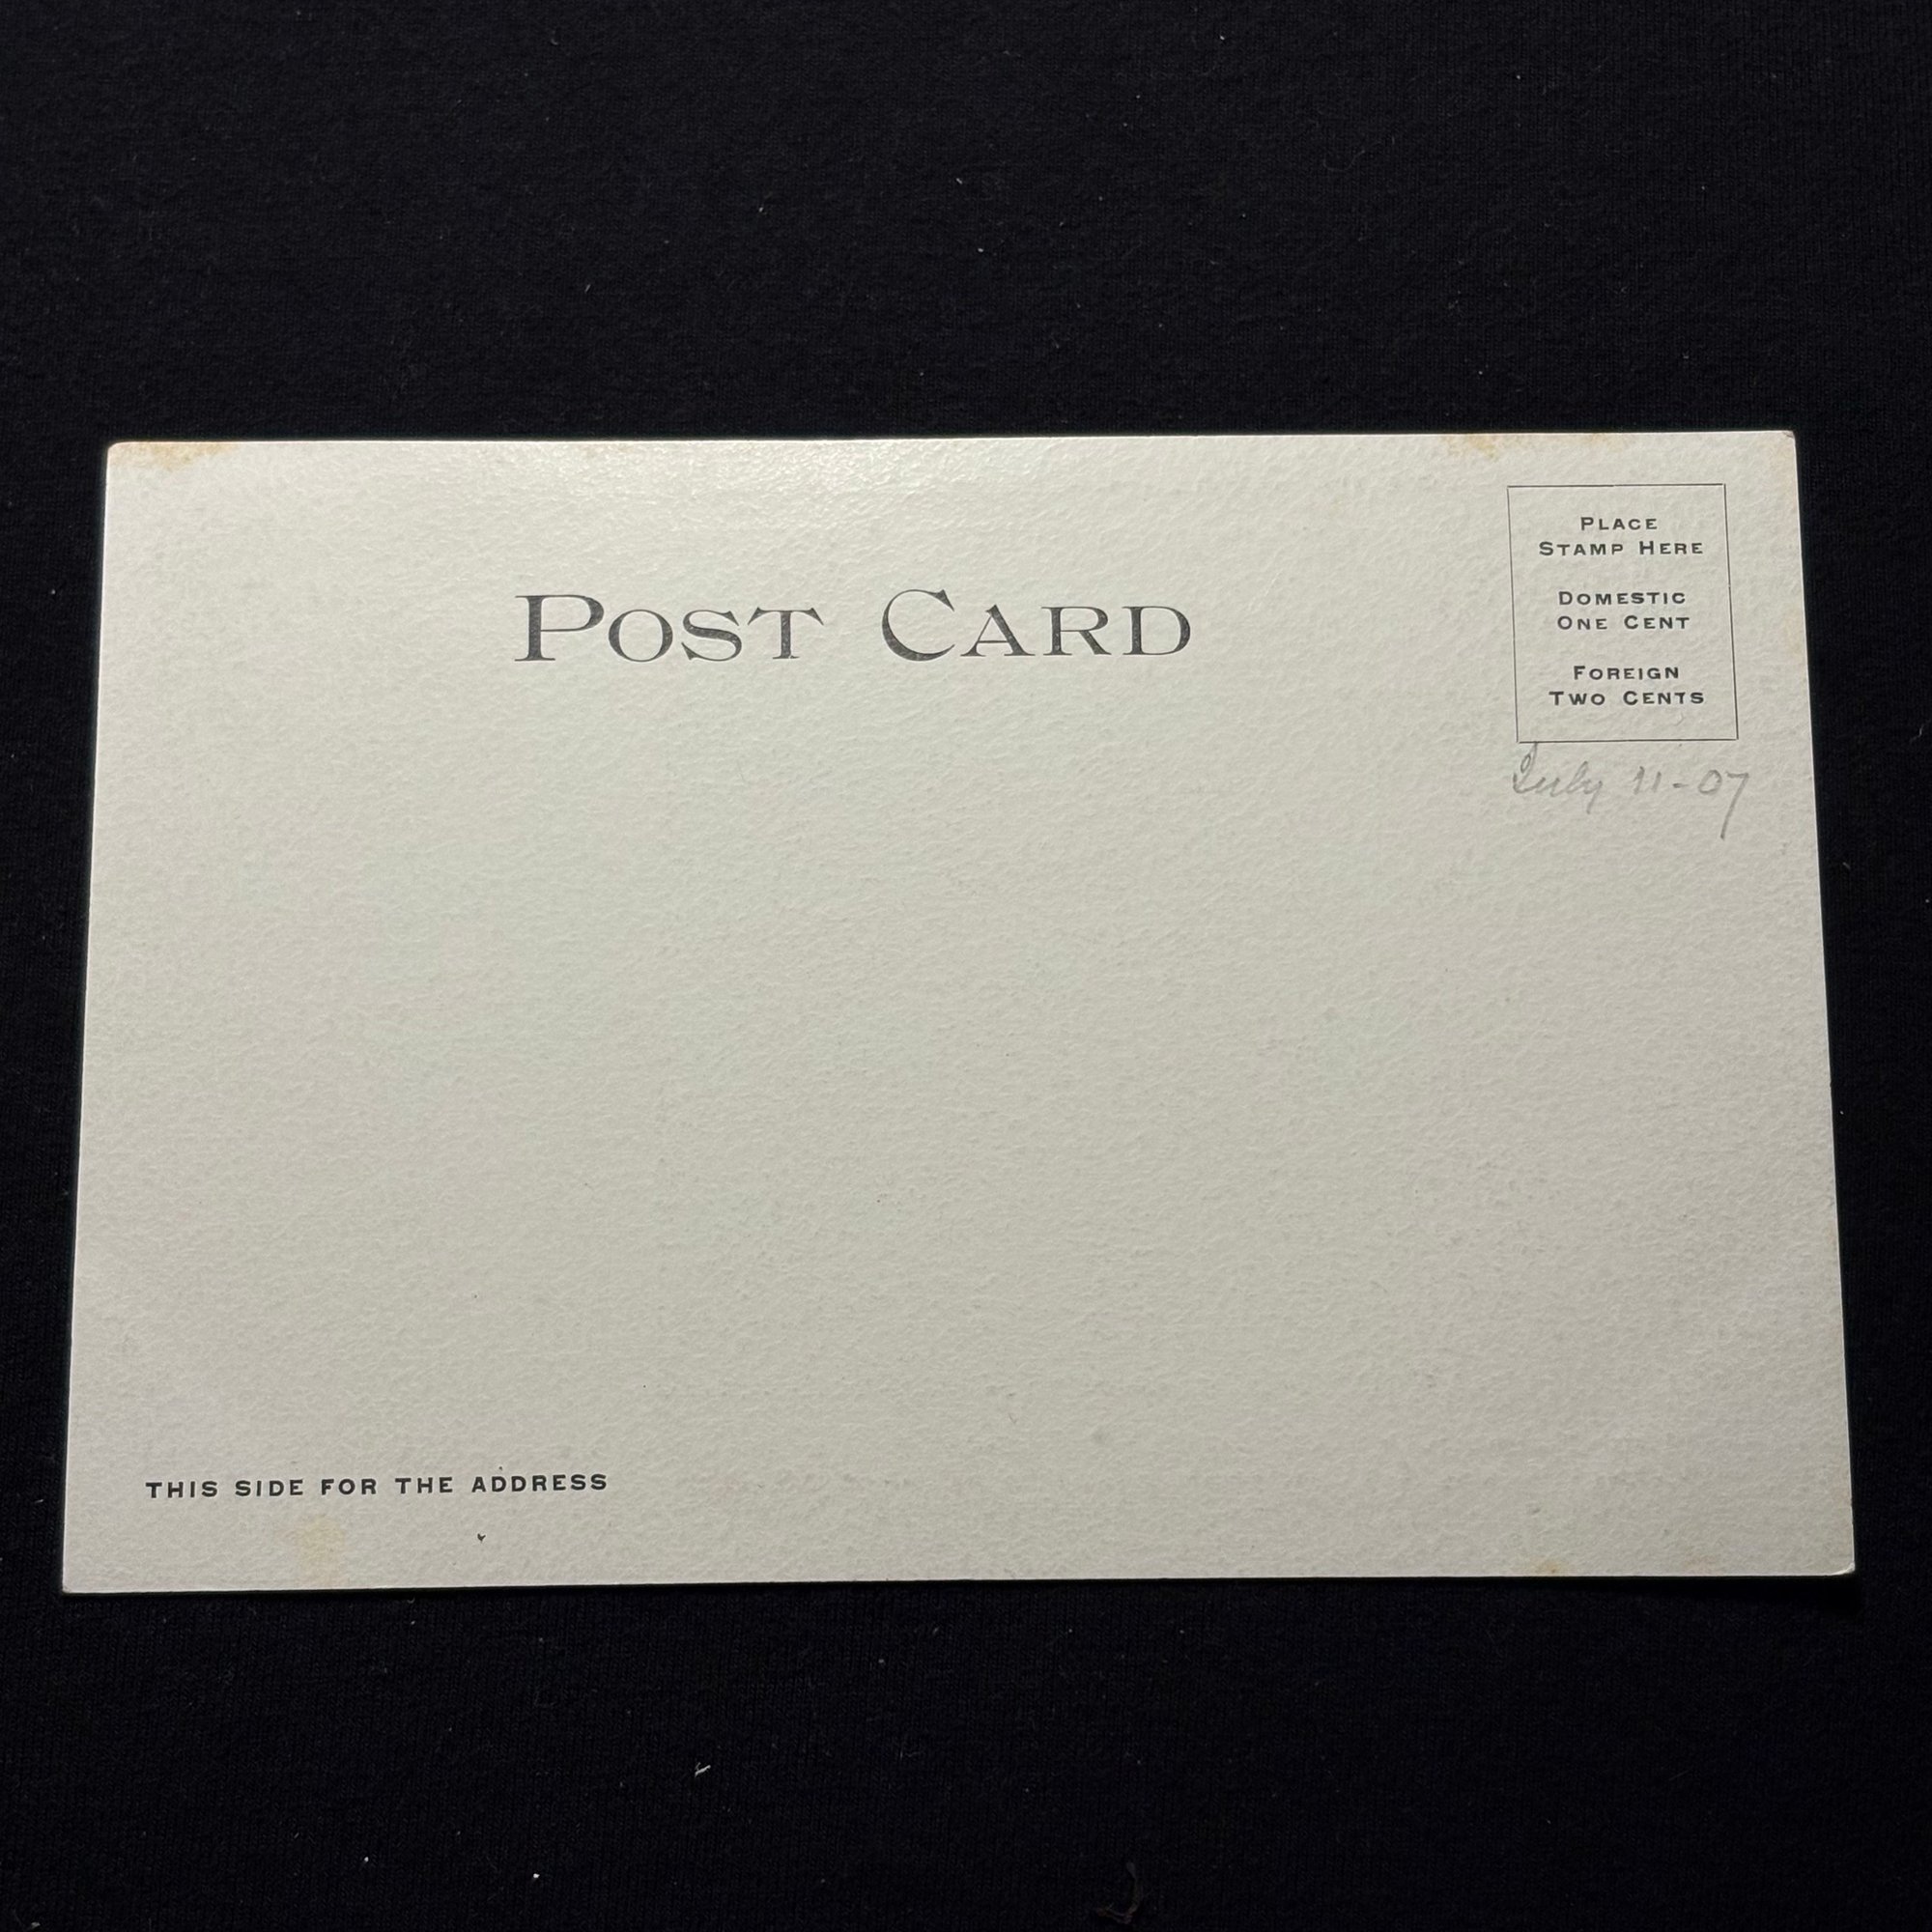 POST CARD
PLACE
STAMP HERE
DOMESTIC
ONE CENT
FOREIGN
TWO CENTS
July 11-07
THIS SIDE FOR THE ADDRESS